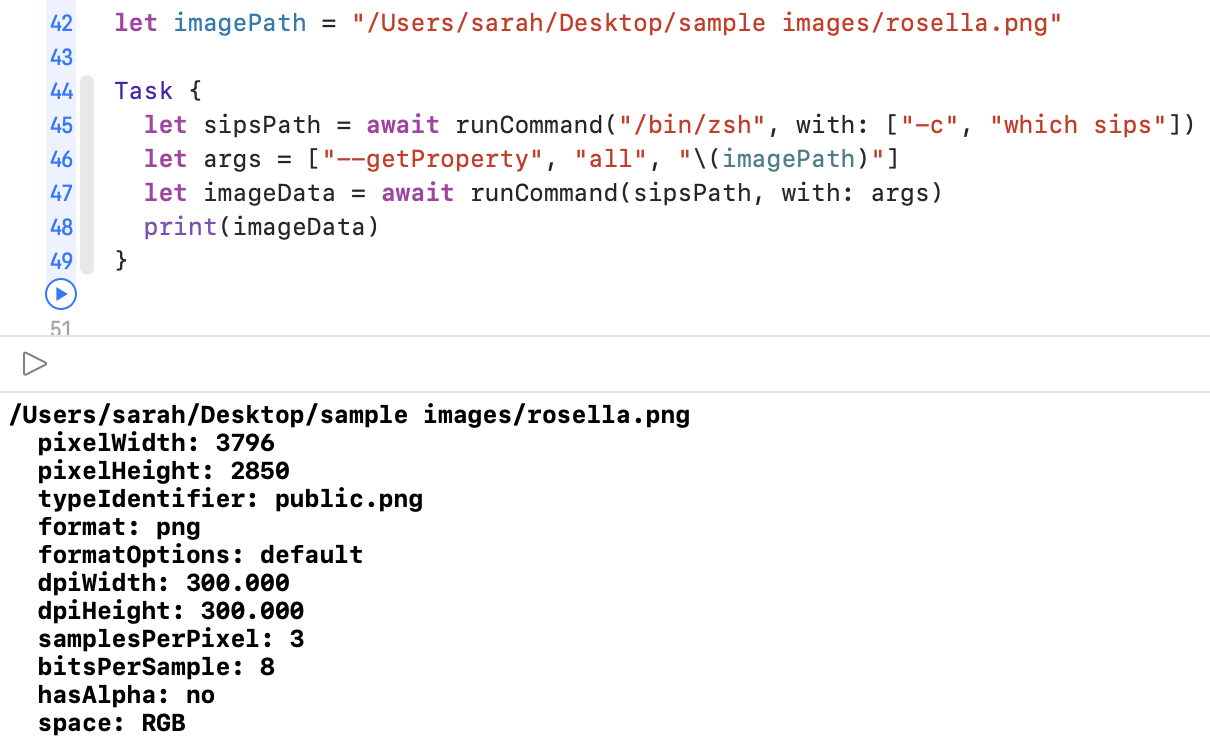 42 let imagePath = "/Users/sarah/Desktop/sample images/rosella.png"
43
44 Task {
45 let sipsPath = await runCommand("/bin/zsh", with: ["-c", "which sips"])
46 let args = ["--getProperty", "all", "\(imagePath)"]
47 let imageData = await runCommand(sipsPath, with: args)
48 print(imageData)
49 }
51
/Users/sarah/Desktop/sample images/rosella.png
pixelWidth: 3796
pixelHeight: 2850
typeIdentifier: public.png
format: png
formatOptions: default
dpiWidth: 300.000
dpiHeight: 300.000
samplesPerPixel: 3
bitsPerSample: 8
hasAlpha: no
space: RGB